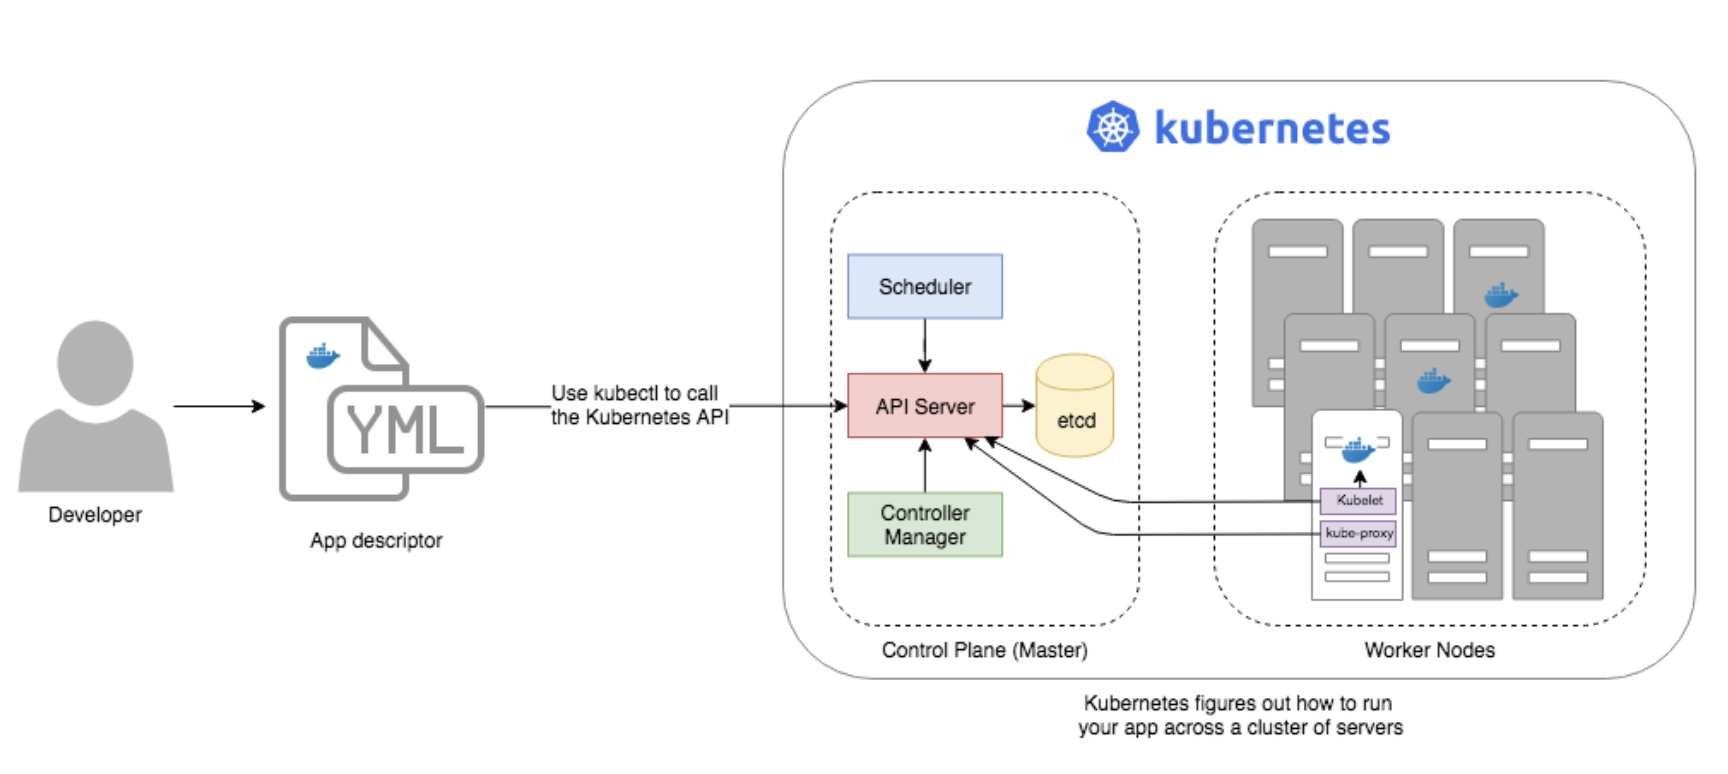 kubernetes
Scheduler
Use kubectl to call
the Kubernetes API
API Server
etcd
YML
Controller
Manager
Kubelet
kube-proxy
Developer
App descriptor
Control Plane (Master)
Worker Nodes
Kubernetes figures out how to run
your app across a cluster of servers